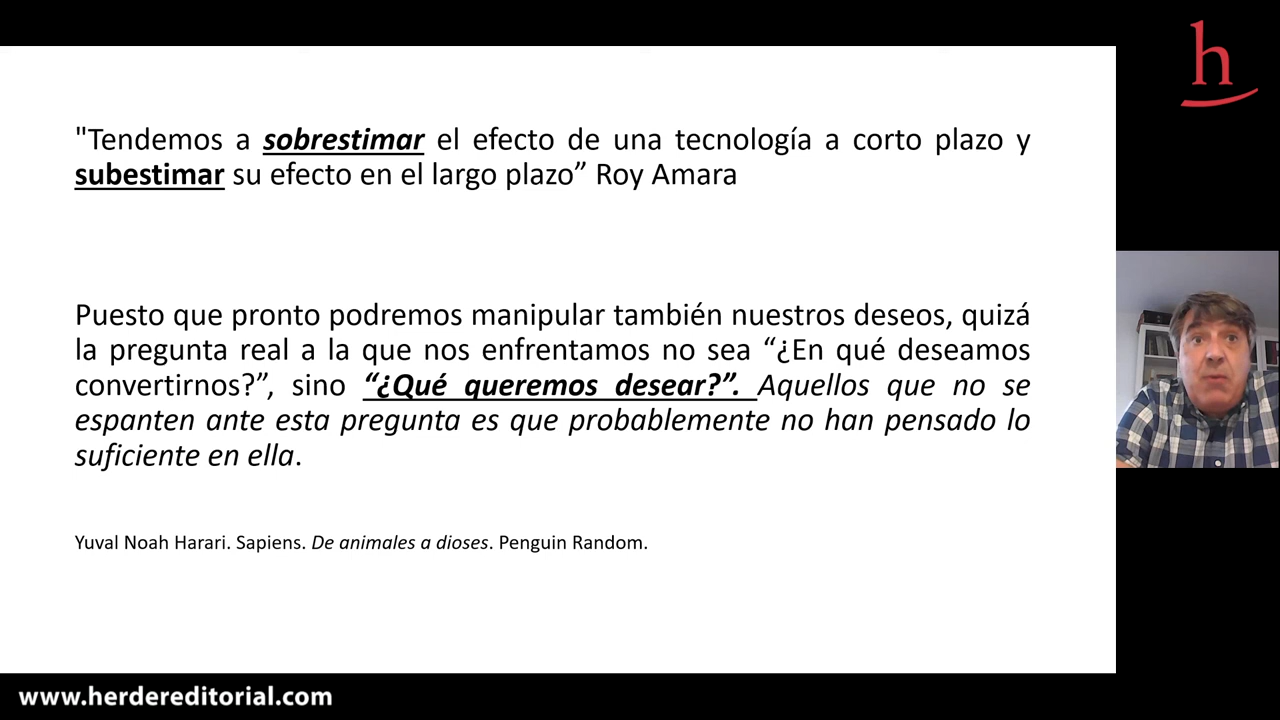 h
"Tendemos a sobrestimar el efecto de una tecnología a corto plazo y
subestimar su efecto en el largo plazo” Roy Amara
Puesto que pronto podremos manipular también nuestros deseos, quizá
la pregunta real a la que nos enfrentamos no sea “¿En qué deseamos
convertirnos?”, sino “¿Qué queremos desear?”. Aquellos que no se
espanten ante esta pregunta es que probablemente no han pensado lo
suficiente en ella.
Yuval Noah Harari. Sapiens. De animales a dioses. Penguin Random.
www.herdereditorial.com